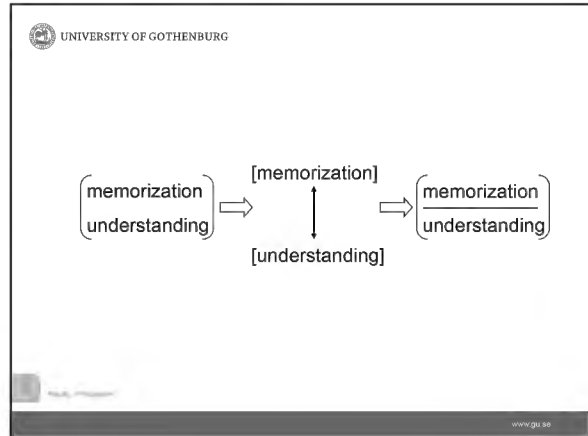 UNIVERSITY OF GOTHENBURG
memorization
understanding
[memorization]
[understanding]
memorization
understanding
www.gu.se